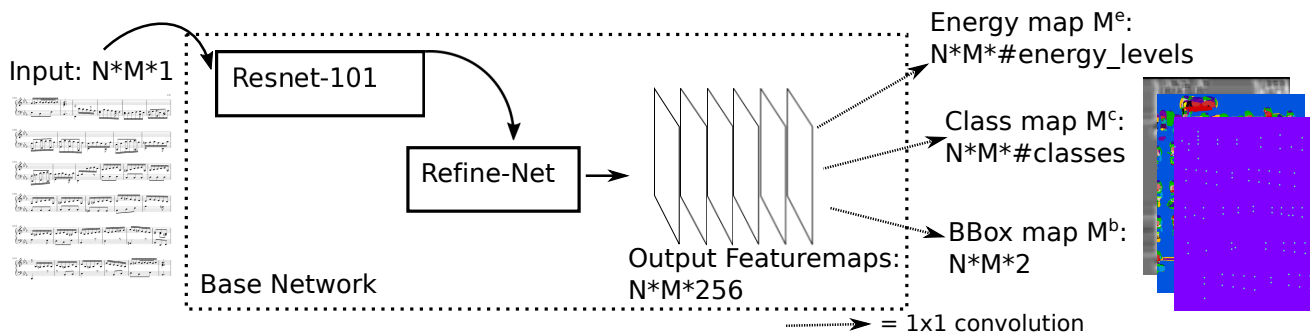 Input: N*M*1
Resnet-101
Refine-Net
Base Network
Output Featuremaps:
N*M*256
Energy map Mᵉ:
N*M*#energy_levels
Class map Mᶜ:
N*M*#classes
BBox map Mᵇ:
N*M*2
= 1x1 convolution